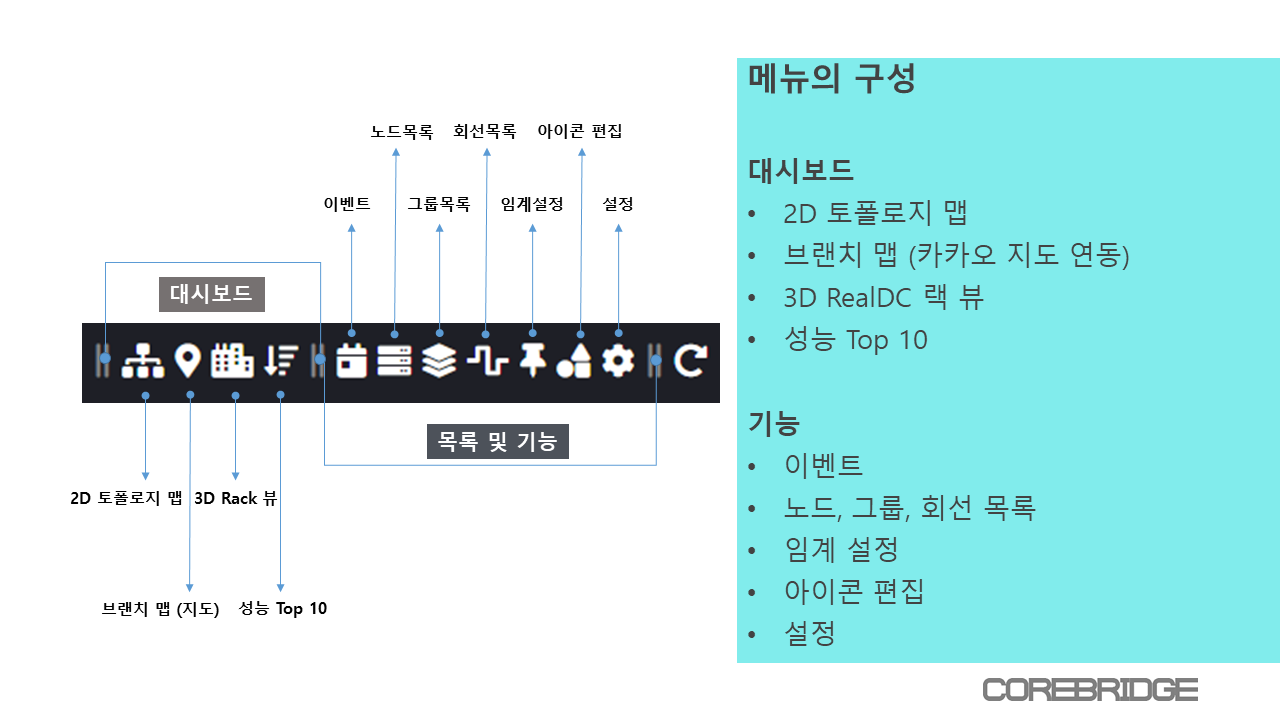 노드목록 회선목록 아이콘 편집
이벤트 그룹목록 임계설정 설정
대시보드
목록 및 기능
2D 토폴로지 맵 3D Rack 뷰
브랜치 맵 (지도) 성능 Top 10
메뉴의 구성
대시보드
• 2D 토폴로지 맵
• 브랜치 맵 (카카오 지도 연동)
• 3D RealDC 랙 뷰
• 성능 Top 10
기능
• 이벤트
• 노드, 그룹, 회선 목록
• 임계 설정
• 아이콘 편집
• 설정
COREBRIDGE